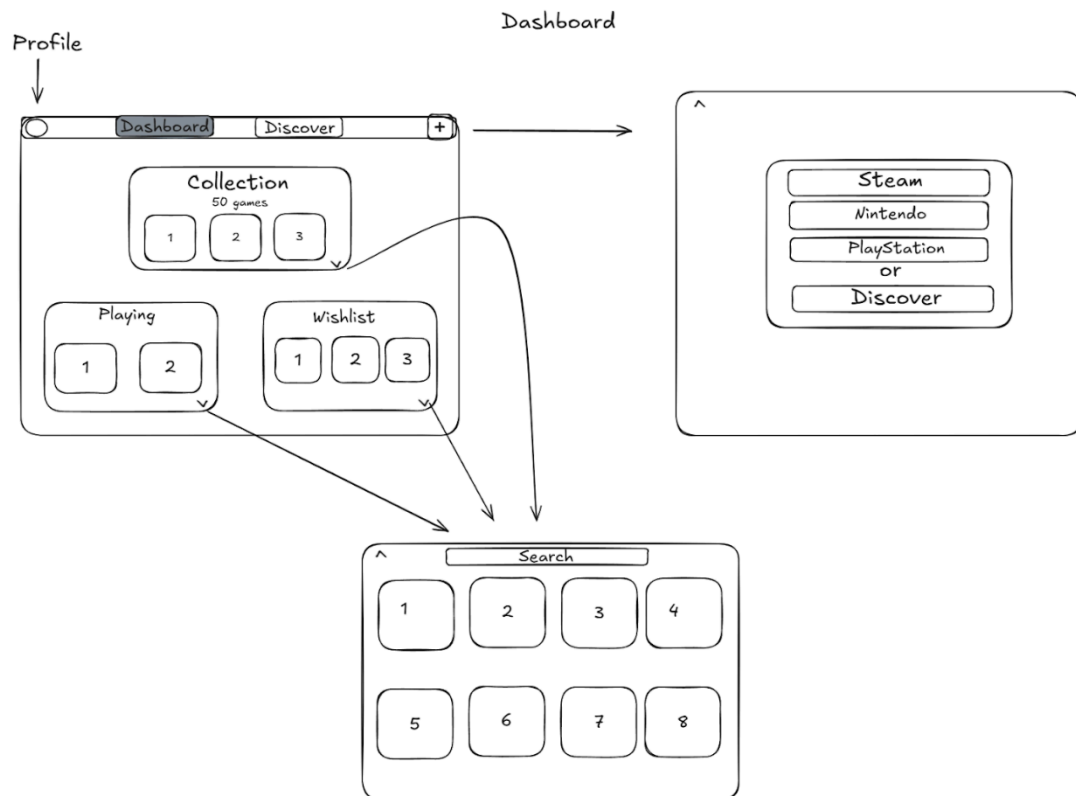 Dashboard
Profile
Dashboard
Discover
+
Collection
50 games
1 2 3
Playing
1 2
Wishlist
1 2 3
Steam
Nintendo
PlayStation
or
Discover
Search
1 2 3 4
5 6 7 8